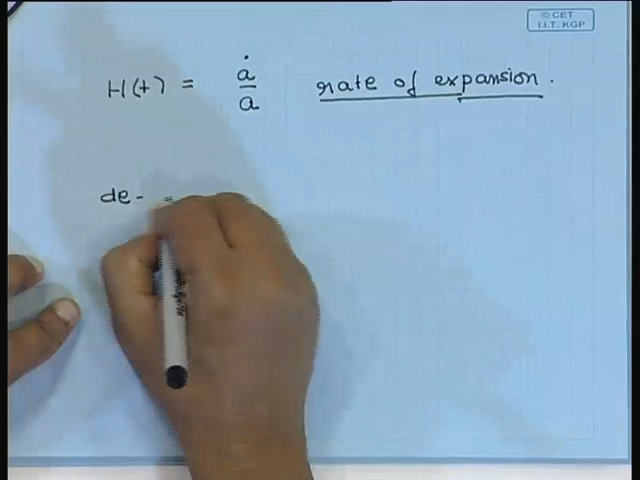 © CET
I.I.T. KGP
H(t) = ȧ/a rate of expansion.
de -